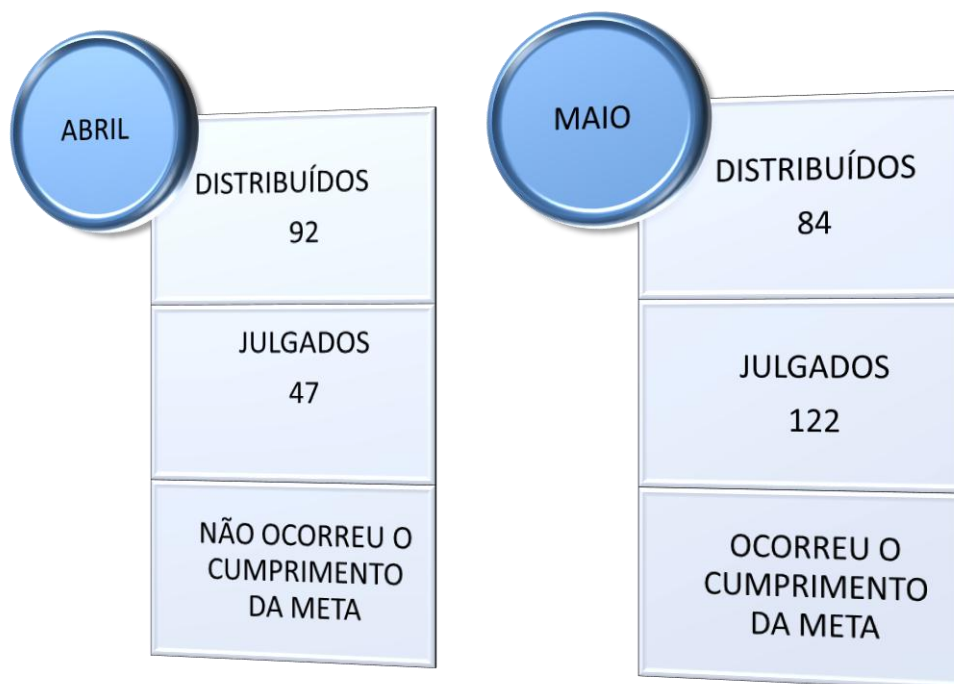 ABRIL
DISTRIBUÍDOS
92
JULGADOS
47
NÃO OCORREU O
CUMPRIMENTO
DA META
MAIO
DISTRIBUÍDOS
84
JULGADOS
122
OCORREU O
CUMPRIMENTO
DA META